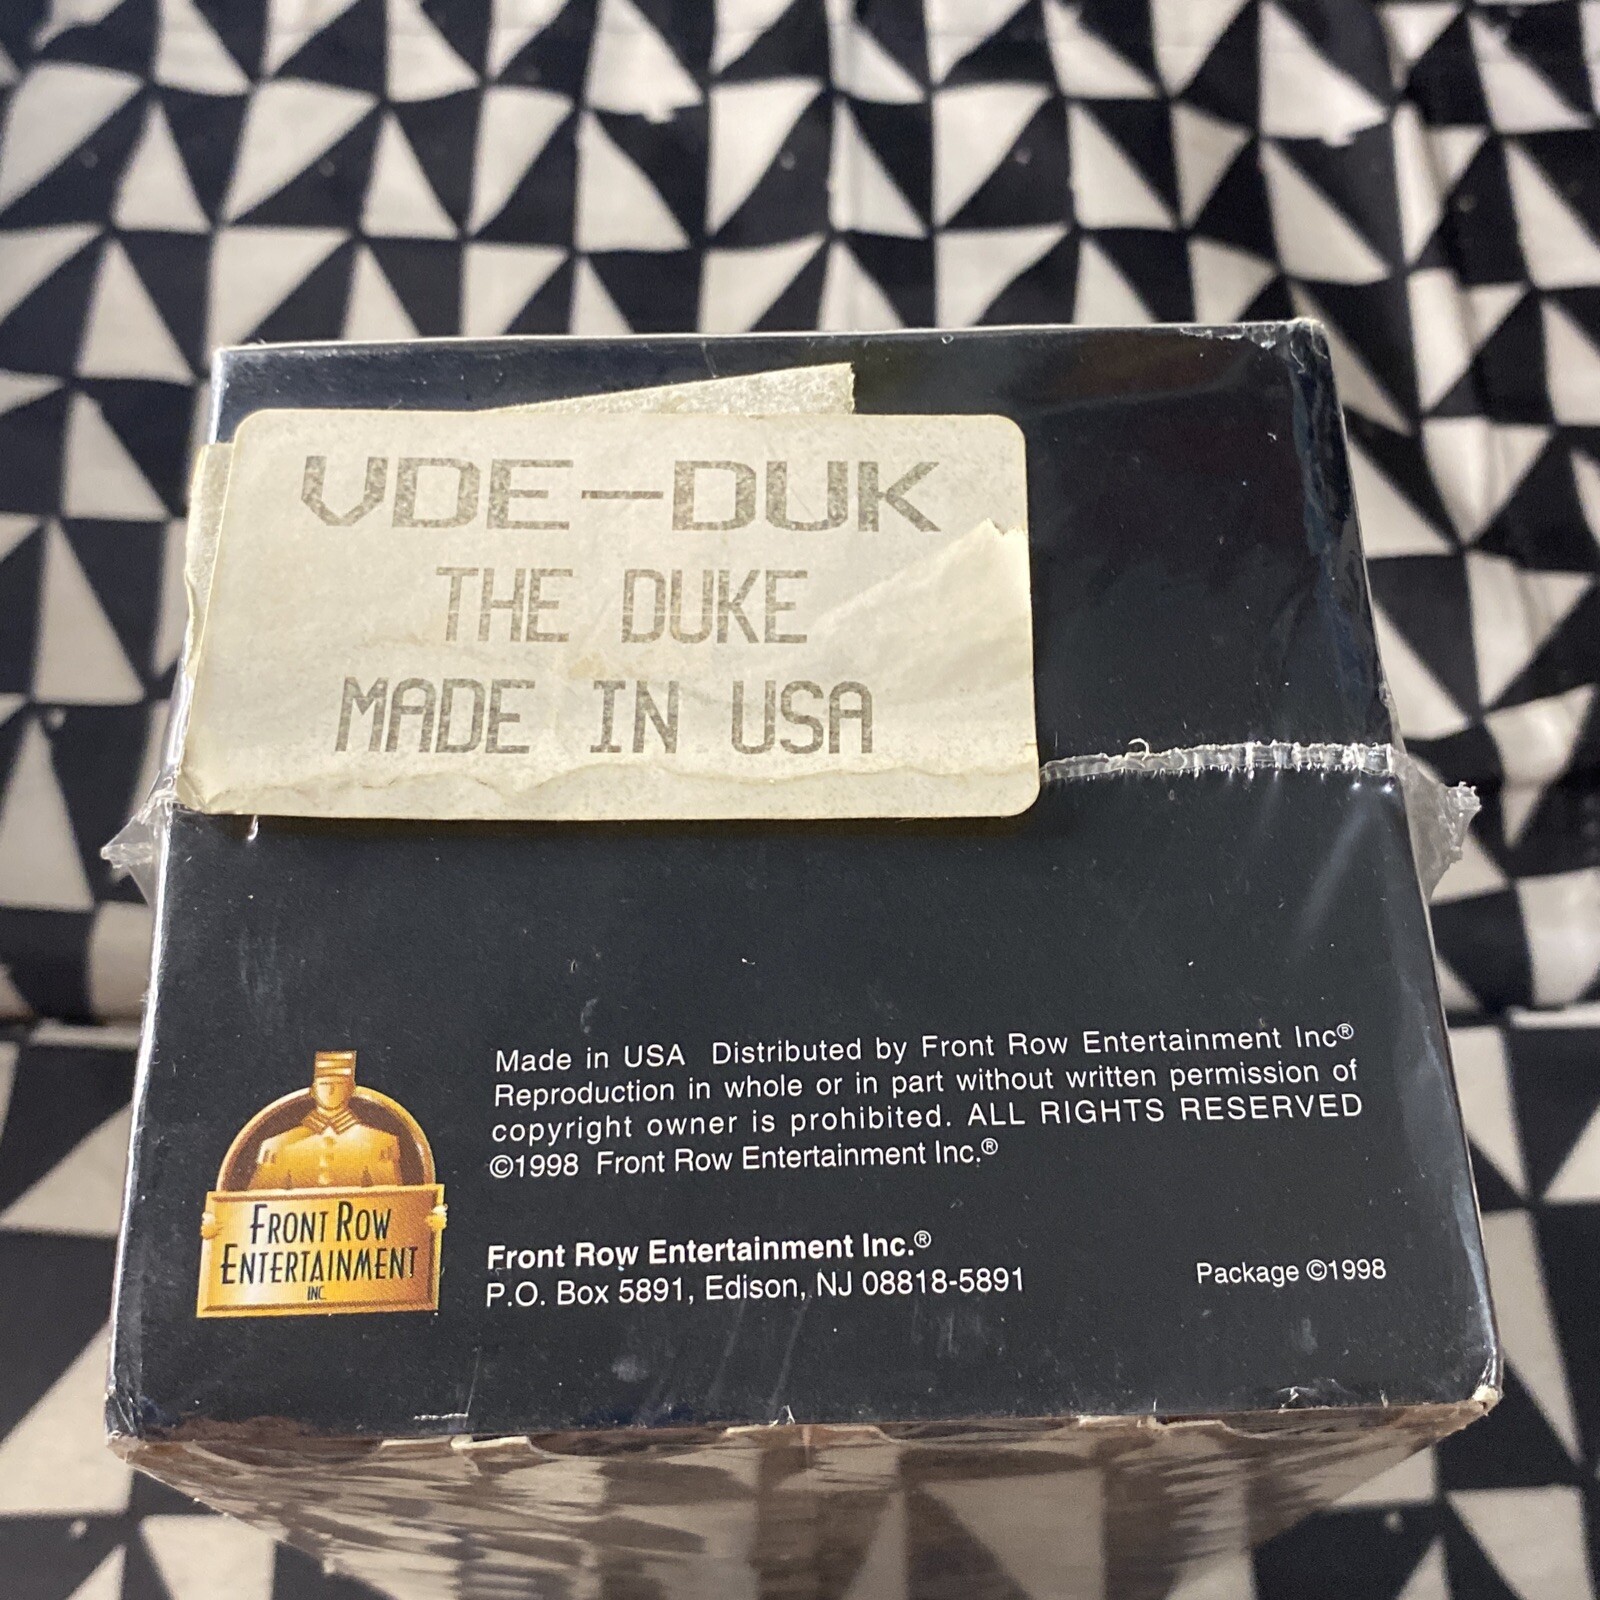 VDE-DUK
THE DUKE
MADE IN USA
Made in USA Distributed by Front Row Entertainment Inc®
Reproduction in whole or in part without written permission of
copyright owner is prohibited. ALL RIGHTS RESERVED
©1998 Front Row Entertainment Inc.®
FRONT ROW
ENTERTAINMENT
INC.
Front Row Entertainment Inc.®
P.O. Box 5891, Edison, NJ 08818-5891
Package ©1998